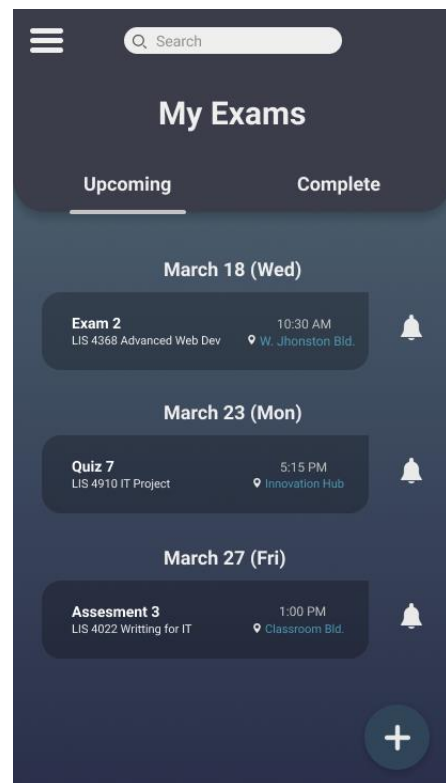 Search
My Exams
Upcoming Complete
March 18 (Wed)
Exam 2 10:30 AM
LIS 4368 Advanced Web Dev W. Jhonston Bld.
March 23 (Mon)
Quiz 7 5:15 PM
LIS 4910 IT Project Innovation Hub
March 27 (Fri)
Assesment 3 1:00 PM
LIS 4022 Writting for IT Classroom Bld.